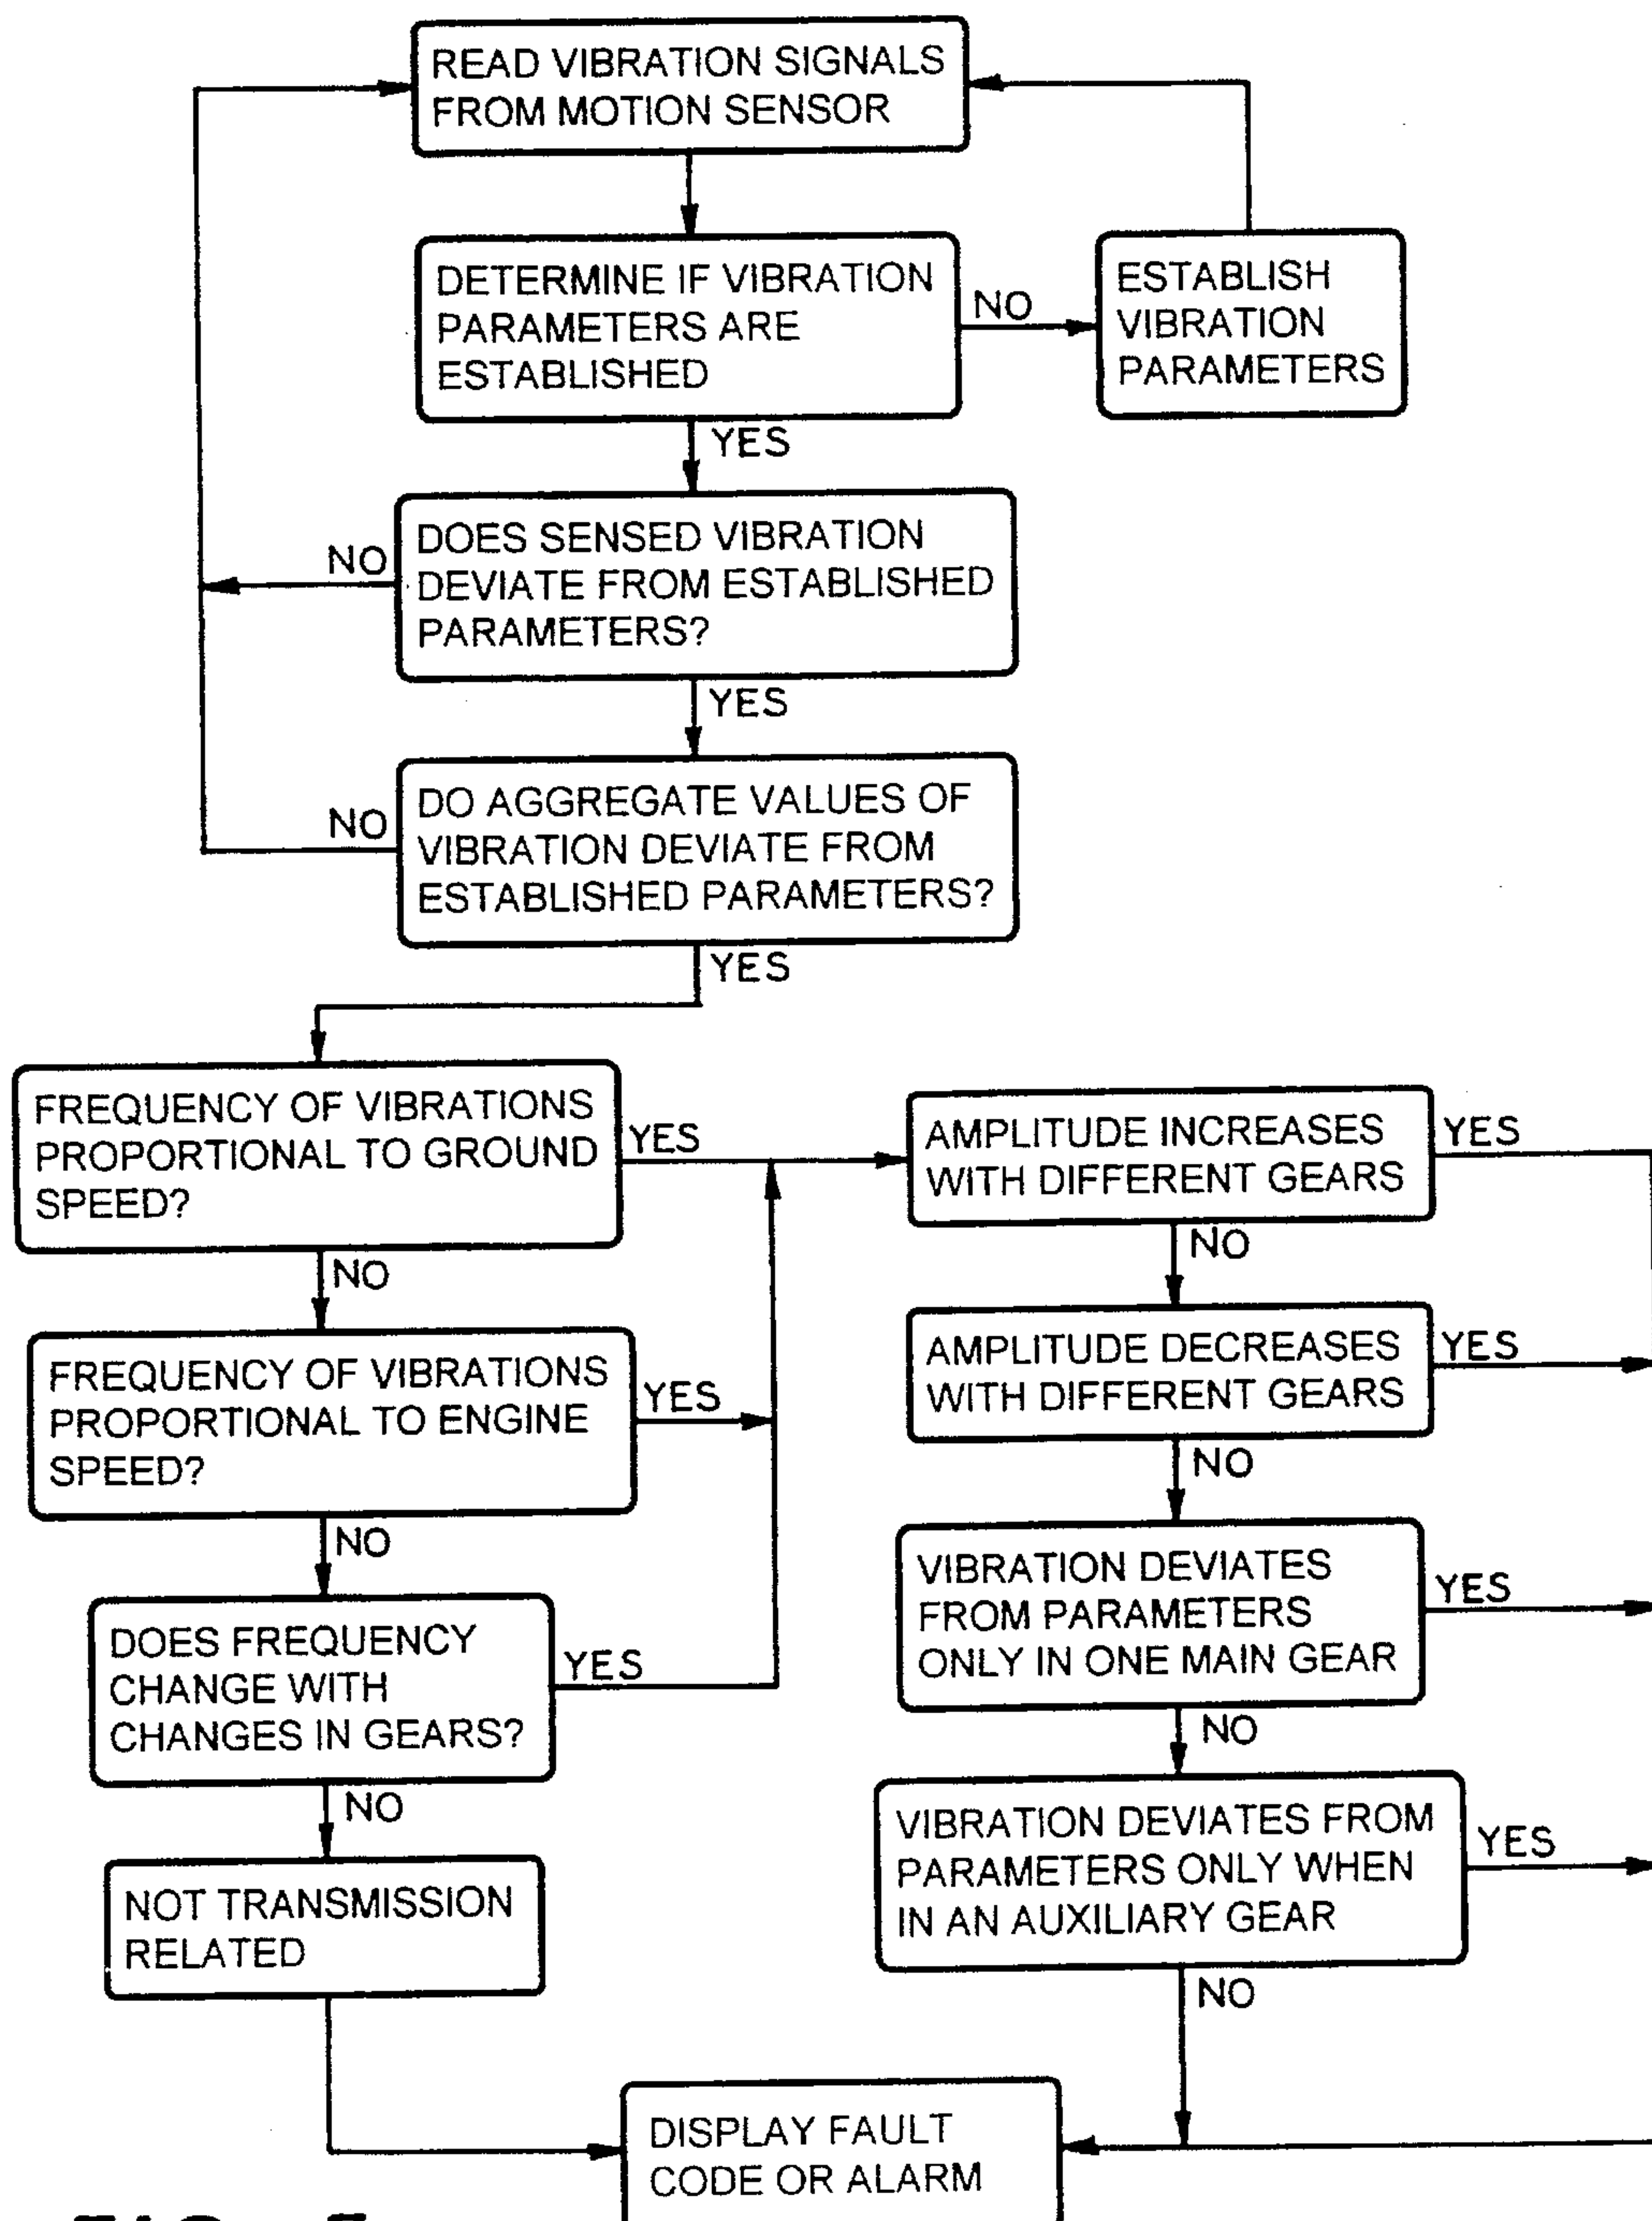 READ VIBRATION SIGNALS
FROM MOTION SENSOR
DETERMINE IF VIBRATION
PARAMETERS ARE
ESTABLISHED
NO
ESTABLISH
VIBRATION
PARAMETERS
YES
DOES SENSED VIBRATION
DEVIATE FROM ESTABLISHED
PARAMETERS?
NO
YES
DO AGGREGATE VALUES OF
VIBRATION DEVIATE FROM
ESTABLISHED PARAMETERS?
NO
YES
FREQUENCY OF VIBRATIONS
PROPORTIONAL TO GROUND
SPEED?
YES
NO
FREQUENCY OF VIBRATIONS
PROPORTIONAL TO ENGINE
SPEED?
YES
NO
DOES FREQUENCY
CHANGE WITH
CHANGES IN GEARS?
YES
NO
NOT TRANSMISSION
RELATED
AMPLITUDE INCREASES
WITH DIFFERENT GEARS
YES
NO
AMPLITUDE DECREASES
WITH DIFFERENT GEARS
YES
NO
VIBRATION DEVIATES
FROM PARAMETERS
ONLY IN ONE MAIN GEAR
YES
NO
VIBRATION DEVIATES FROM
PARAMETERS ONLY WHEN
IN AN AUXILIARY GEAR
YES
NO
DISPLAY FAULT
CODE OR ALARM